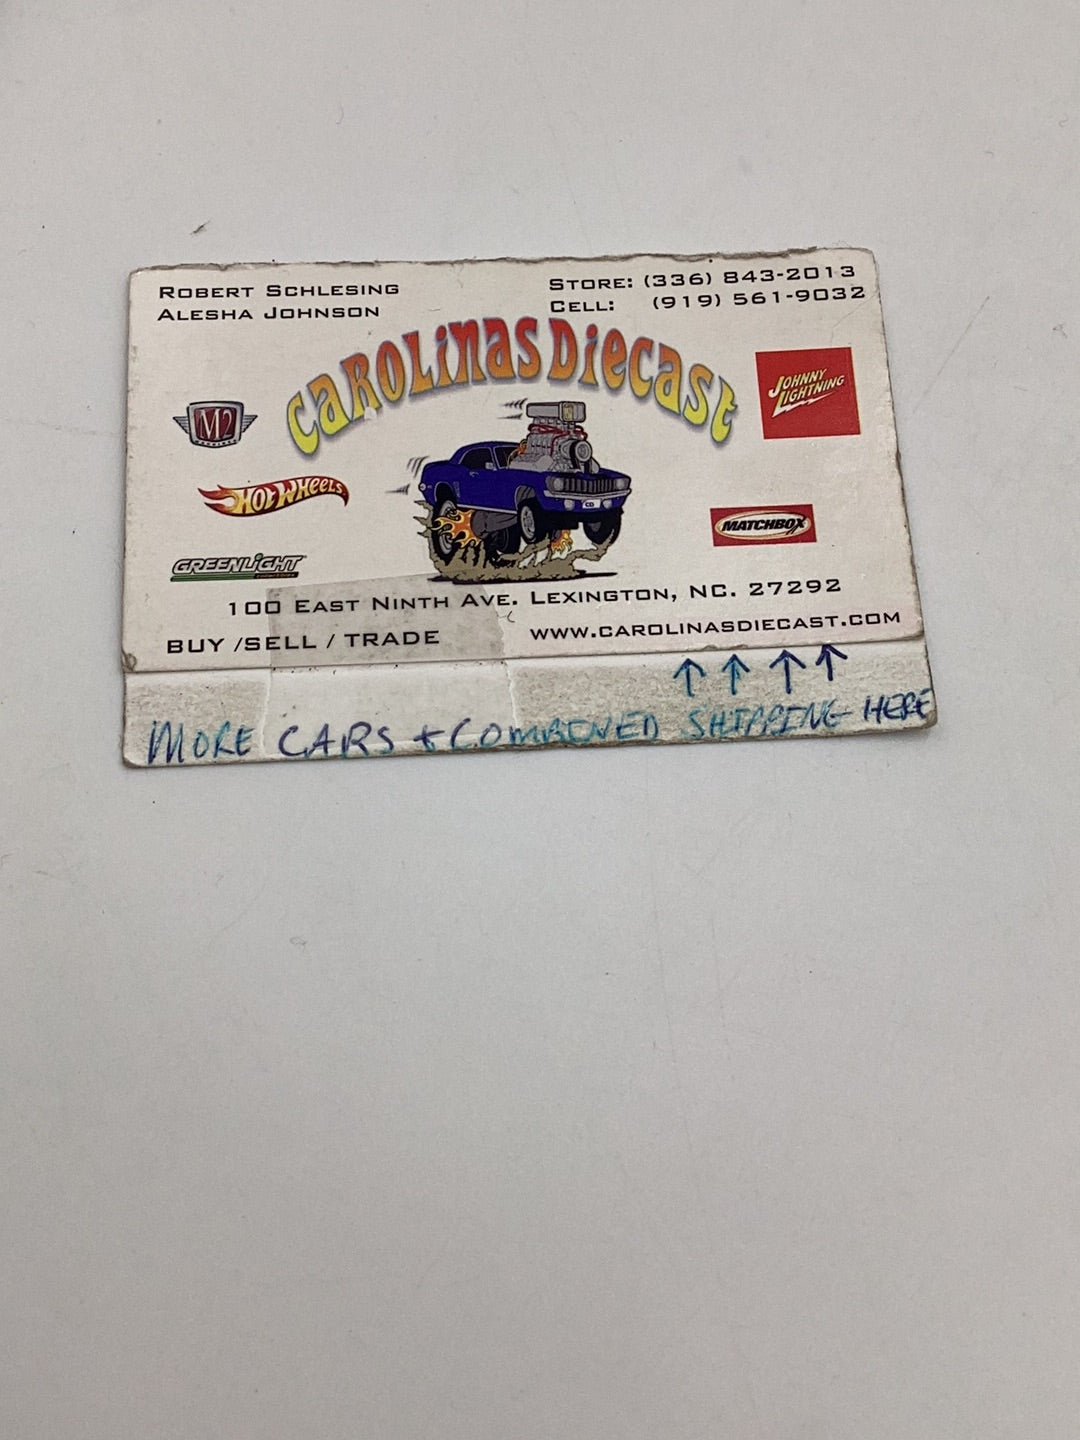 ROBERT SCHLESING
ALESHA JOHNSON
STORE: (336) 843-2013
CELL: (919) 561-9032
CAROLINAS DIECAST
M2
MACHINES
JOHNNY
LIGHTNING
HOT WHEELS
MATCHBOX
GREENLIGHT
CD
100 EAST NINTH AVE. LEXINGTON, NC. 27292
BUY /SELL / TRADE
WWW.CAROLINASDIECAST.COM
↑ ↑ ↑ ↑
MORE CARS + COMBINED SHIPPING HERE